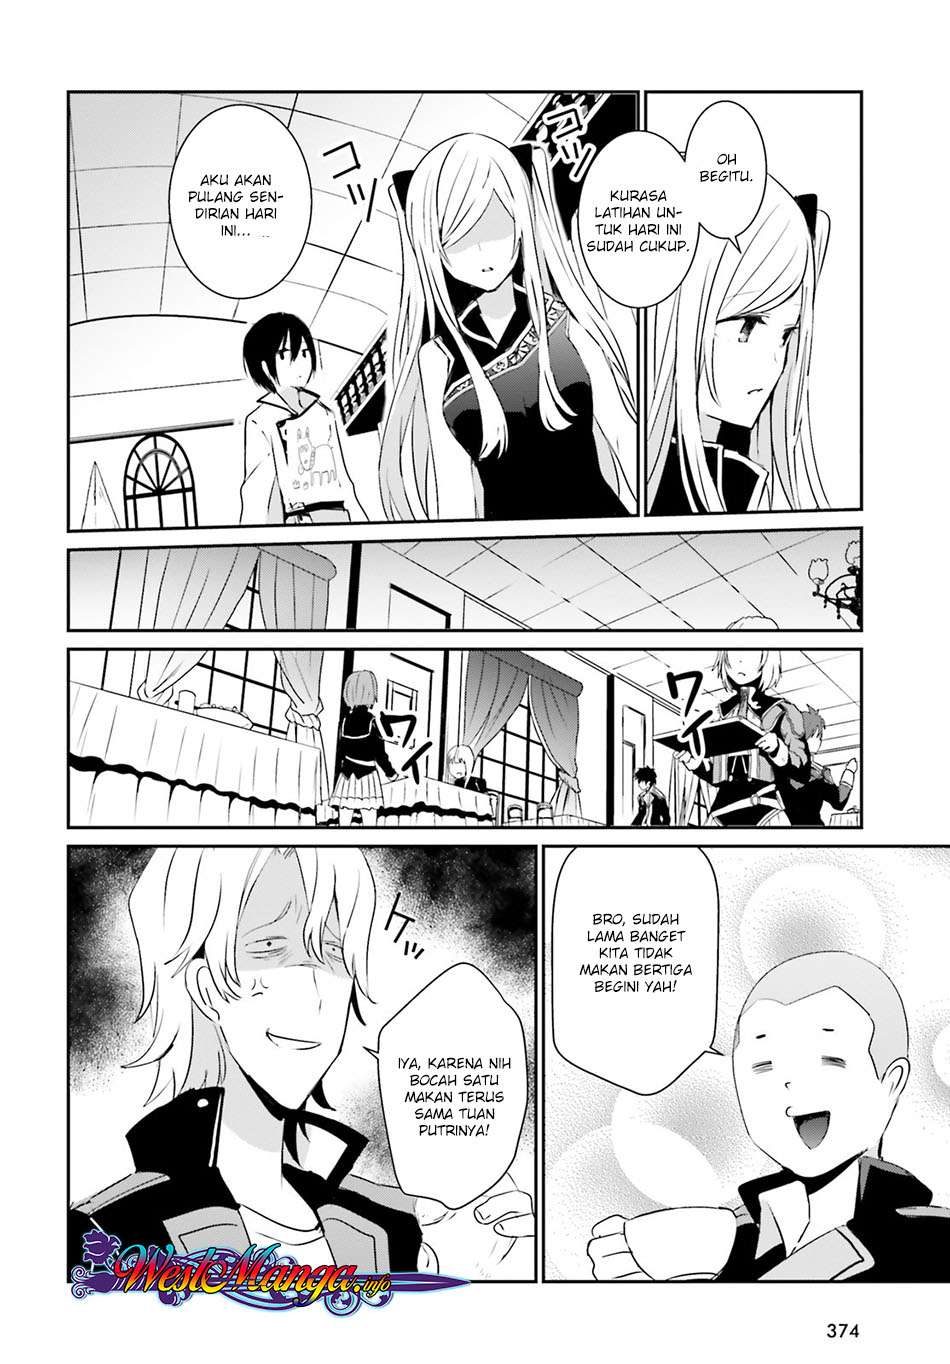 OH
BEGITU.
KURASA
LATIHAN UN-
TUK HARI INI
SUDAH CUKUP.
コツ
コツ
AKU AKAN
PULANG SEN-
DIRIAN HARI
INI...
ワイ
ワイ
BRO, SUDAH
LAMA BANGET
KITA TIDAK
MAKAN BERTIGA
BEGINI YAH!
IYA, KARENA NIH
BOCAH SATU
MAKAN TERUS
SAMA TUAN
PUTRINYA!
ケッ
WestManga.info
374